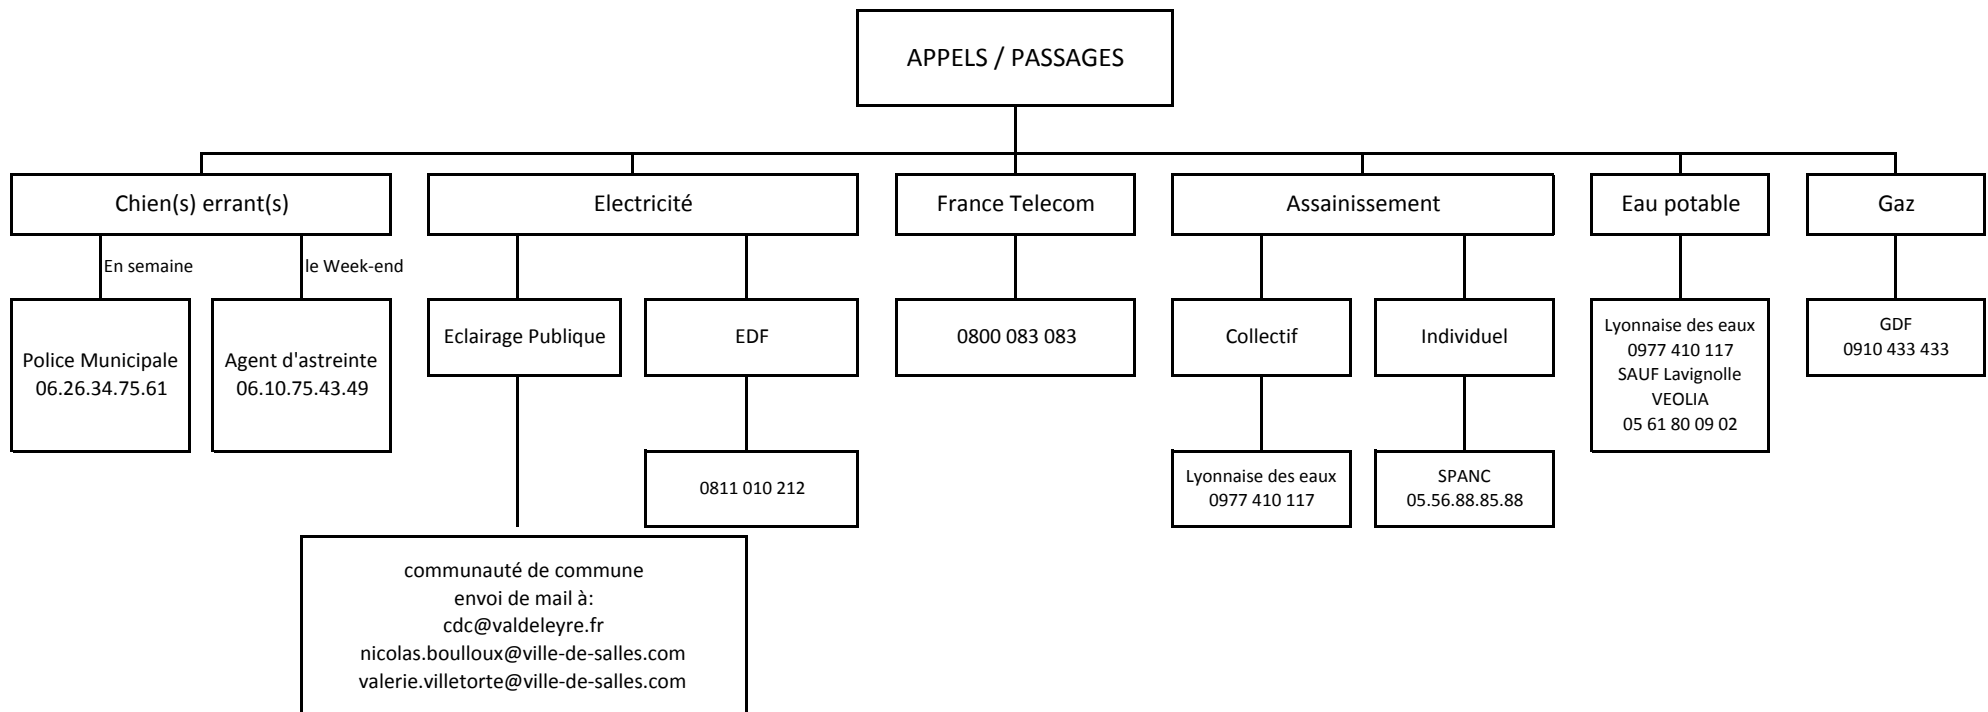 APPELS / PASSAGES
Chien(s) errant(s)
Electricité
France Telecom
Assainissement
Eau potable
Gaz
En semaine
le Week-end
Police Municipale
06.26.34.75.61
Agent d'astreinte
06.10.75.43.49
Eclairage Publique
EDF
0800 083 083
Collectif
Individuel
Lyonnaise des eaux
0977 410 117
SAUF Lavignolle
VEOLIA
05 61 80 09 02
GDF
0910 433 433
0811 010 212
Lyonnaise des eaux
0977 410 117
SPANC
05.56.88.85.88
communauté de commune
envoi de mail à:
cdc@valdeleyre.fr
nicolas.boulloux@ville-de-salles.com
valerie.villetorte@ville-de-salles.com